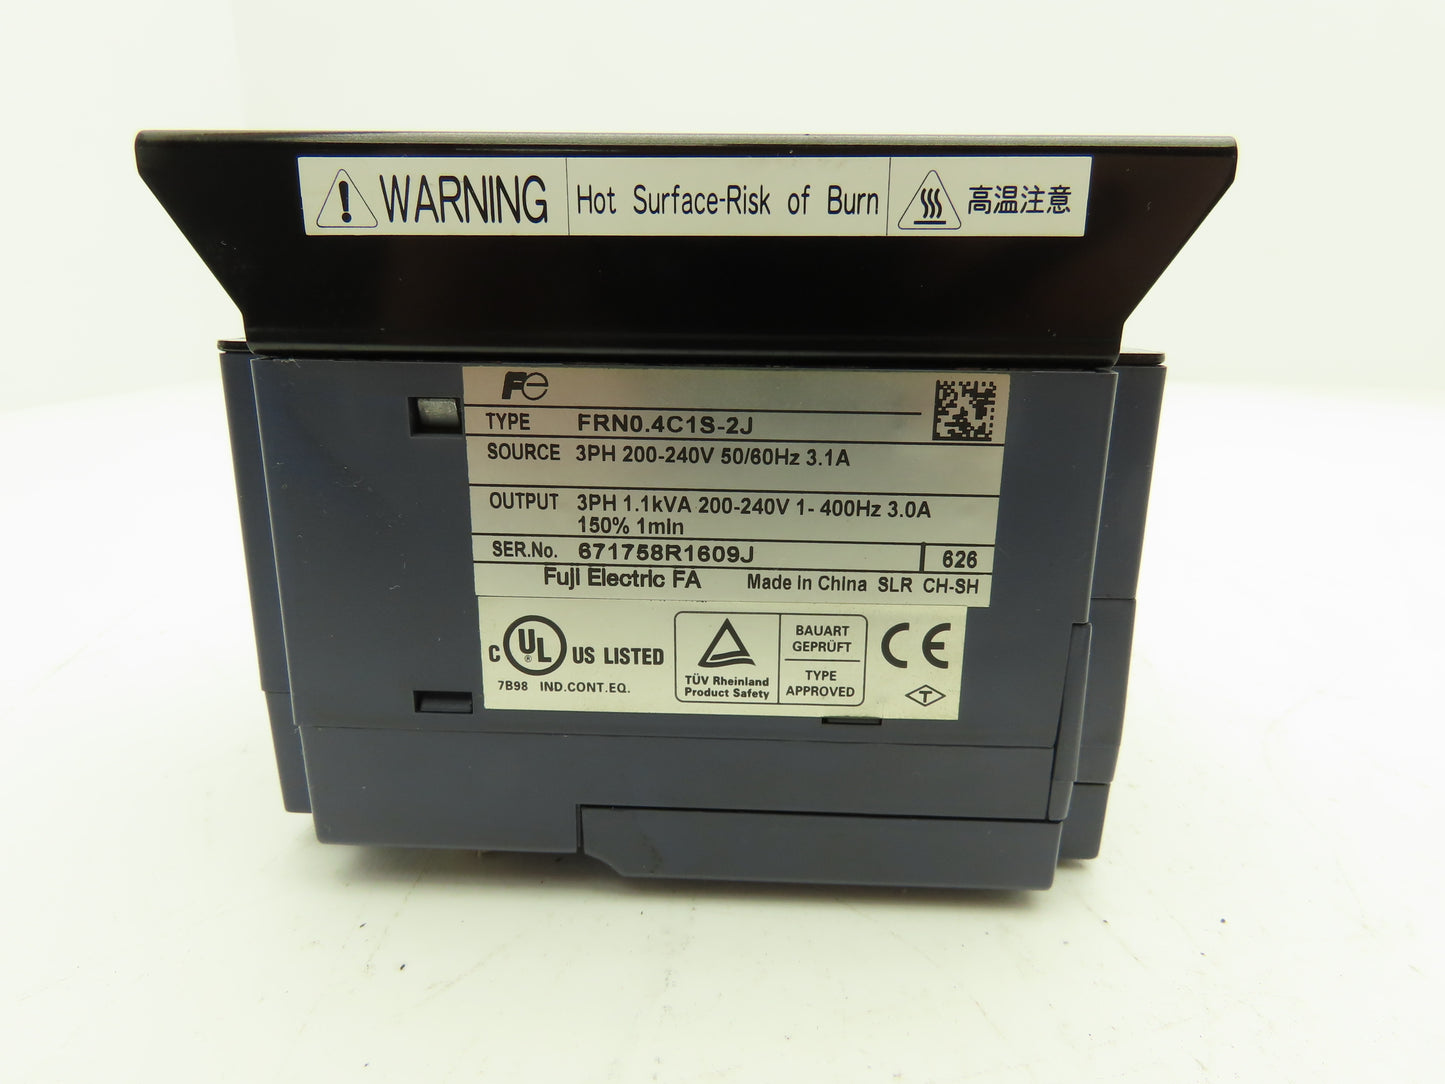 WARNING Hot Surface-Risk of Burn 高温注意
Fe
TYPE FRN0.4C1S-2J
SOURCE 3PH 200-240V 50/60Hz 3.1A
OUTPUT 3PH 1.1kVA 200-240V 1- 400Hz 3.0A
150% 1min
SER.No. 671758R1609J 626
Fuji Electric FA Made in China SLR CH-SH
C UL ® US LISTED
7B98 IND.CONT.EQ.
TÜV Rheinland
Product Safety
BAUART
GEPRÜFT
TYPE
APPROVED
CE
T